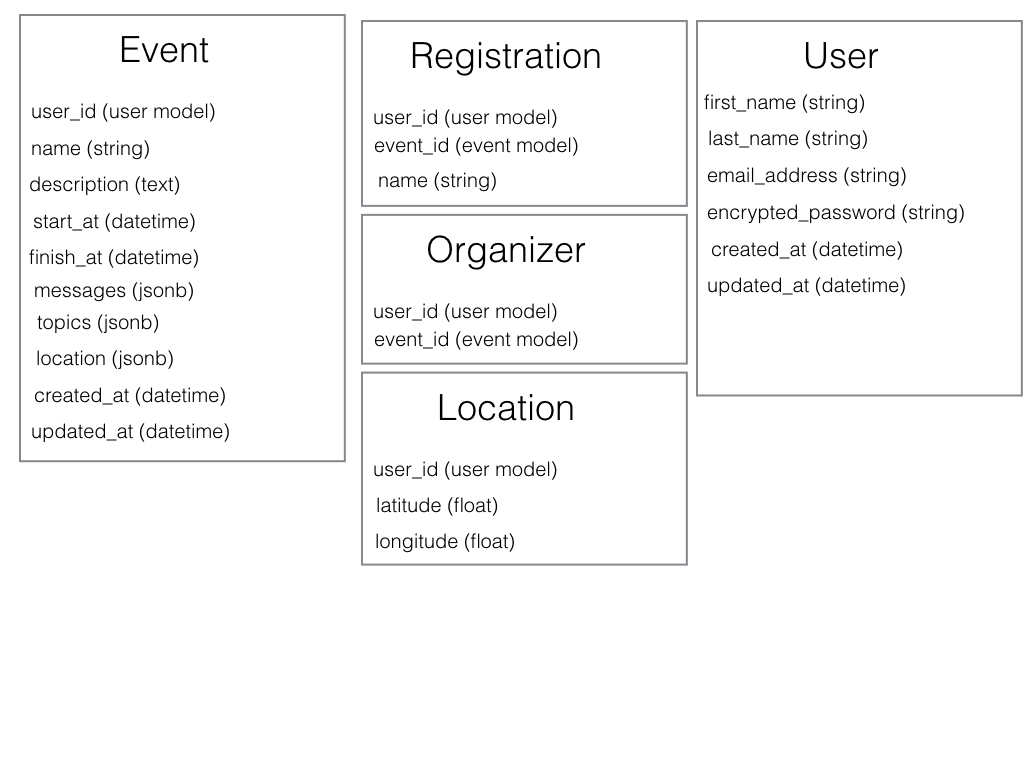 Event
user_id (user model)
name (string)
description (text)
start_at (datetime)
finish_at (datetime)
messages (jsonb)
topics (jsonb)
location (jsonb)
created_at (datetime)
updated_at (datetime)
Registration
user_id (user model)
event_id (event model)
name (string)
Organizer
user_id (user model)
event_id (event model)
Location
user_id (user model)
latitude (float)
longitude (float)
User
first_name (string)
last_name (string)
email_address (string)
encrypted_password (string)
created_at (datetime)
updated_at (datetime)